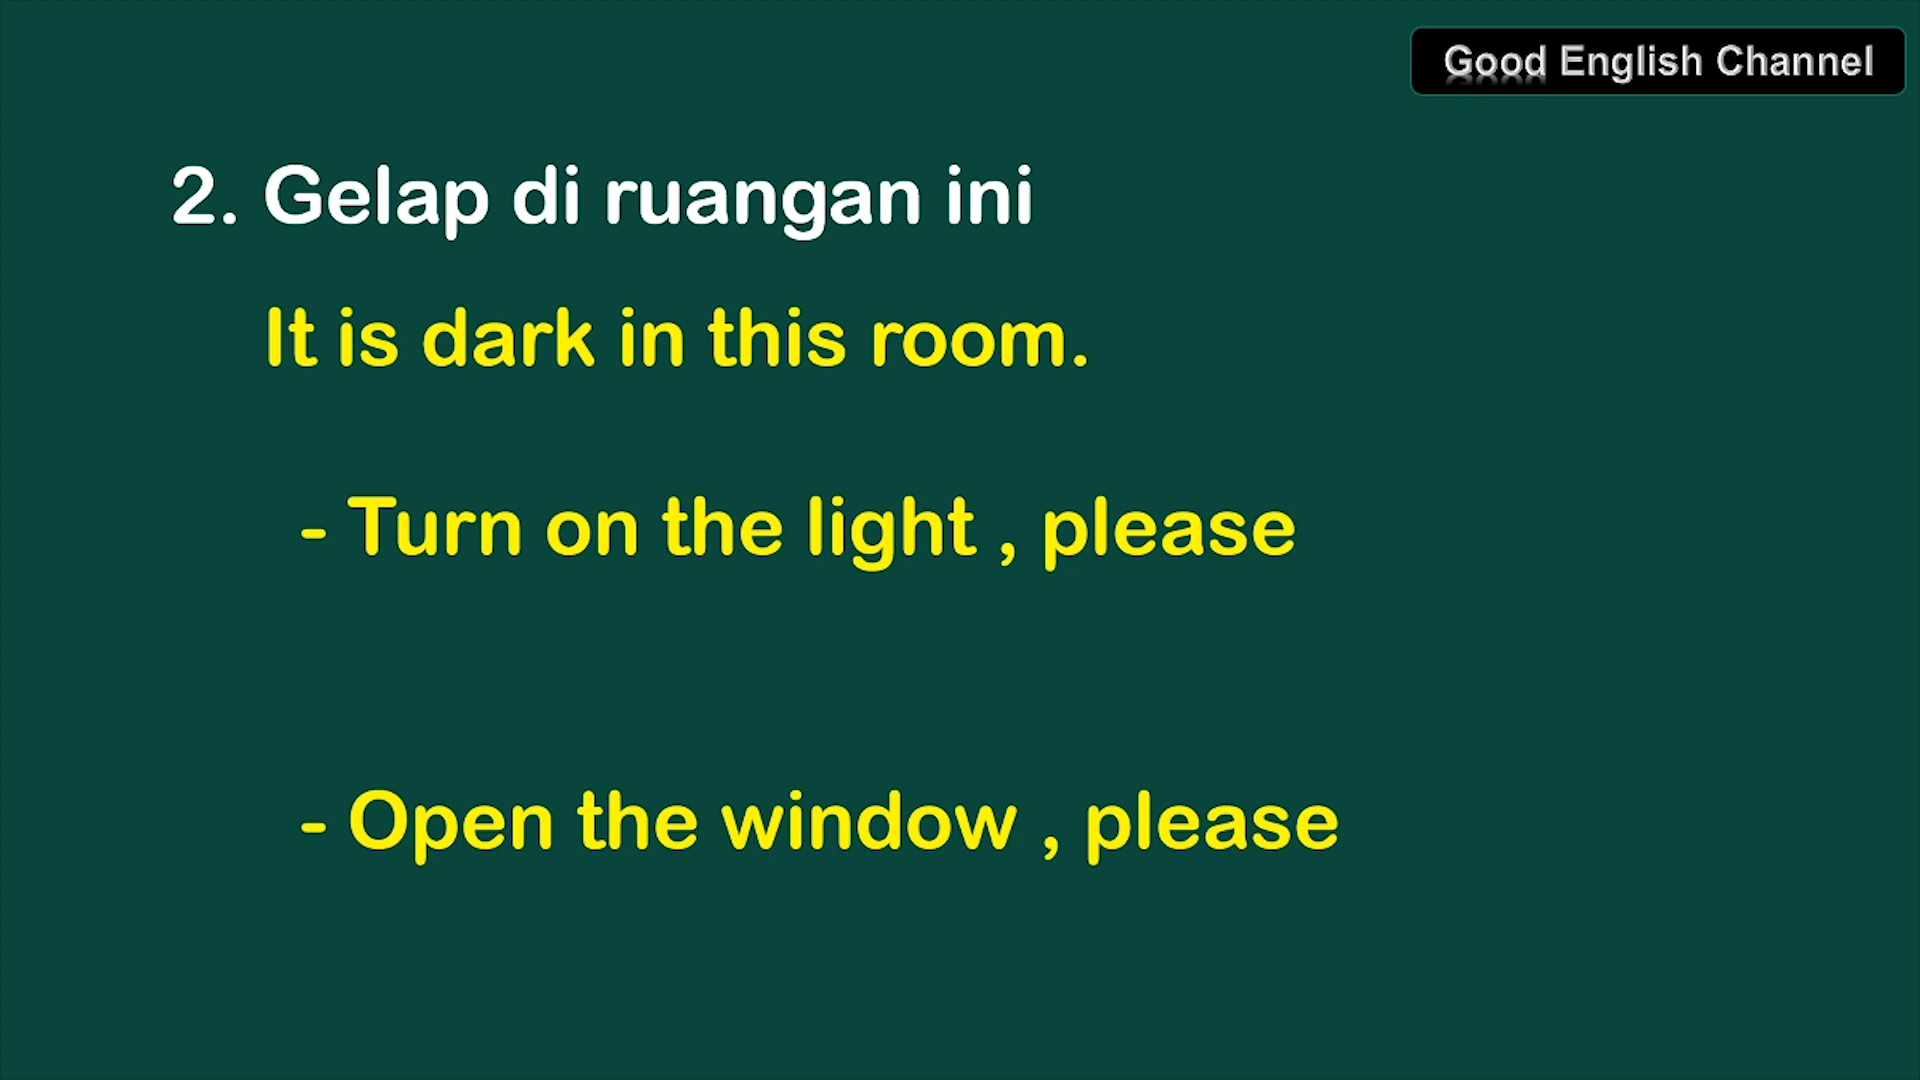 Good English Channel
2. Gelap di ruangan ini
It is dark in this room.
- Turn on the light , please
- Open the window , please